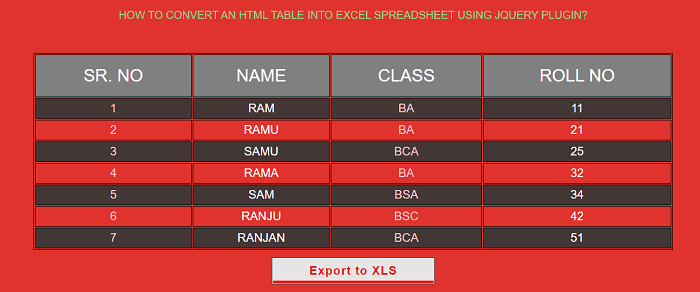 HOW TO CONVERT AN HTML TABLE INTO EXCEL SPREADSHEET USING JQUERY PLUGIN?
SR. NO NAME CLASS ROLL NO
1 RAM BA 11
2 RAMU BA 21
3 SAMU BCA 25
4 RAMA BA 32
5 SAM BSA 34
6 RANJU BSC 42
7 RANJAN BCA 51
Export to XLS